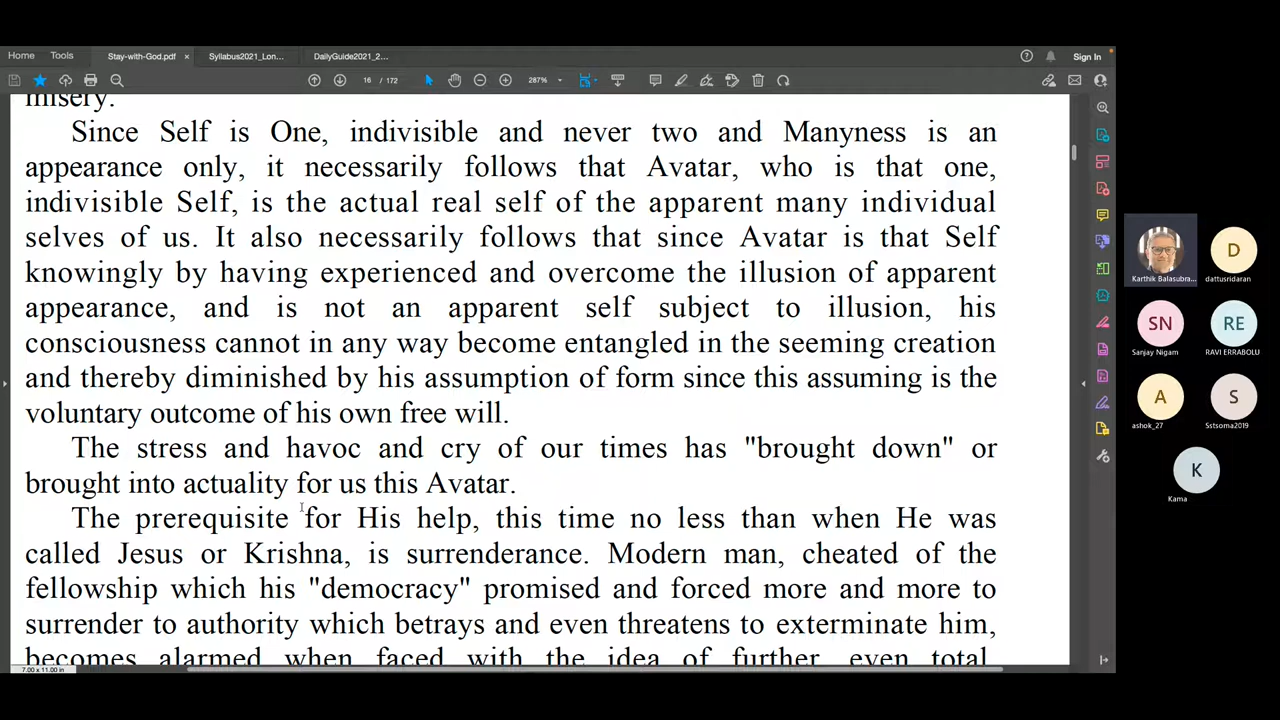 Home Tools Stay-with-God.pdf × Syllabus2021_Lon... DailyGuide2021_2... Sign In
16 / 172 287%
misery.
Since Self is One, indivisible and never two and Manyness is an
appearance only, it necessarily follows that Avatar, who is that one,
indivisible Self, is the actual real self of the apparent many individual
selves of us. It also necessarily follows that since Avatar is that Self
knowingly by having experienced and overcome the illusion of apparent
appearance, and is not an apparent self subject to illusion, his
consciousness cannot in any way become entangled in the seeming creation
and thereby diminished by his assumption of form since this assuming is the
voluntary outcome of his own free will.
The stress and havoc and cry of our times has "brought down" or
brought into actuality for us this Avatar.
The prerequisite for His help, this time no less than when He was
called Jesus or Krishna, is surrenderance. Modern man, cheated of the
fellowship which his "democracy" promised and forced more and more to
surrender to authority which betrays and even threatens to exterminate him,
becomes alarmed when faced with the idea of further, even total,
7.00 x 11.00 in
Karthik Balasubra...
D
dattusridaran
SN
Sanjay Nigam
RE
RAVI ERRABOLU
A
ashok_27
S
Sstsoma2019
K
Kama